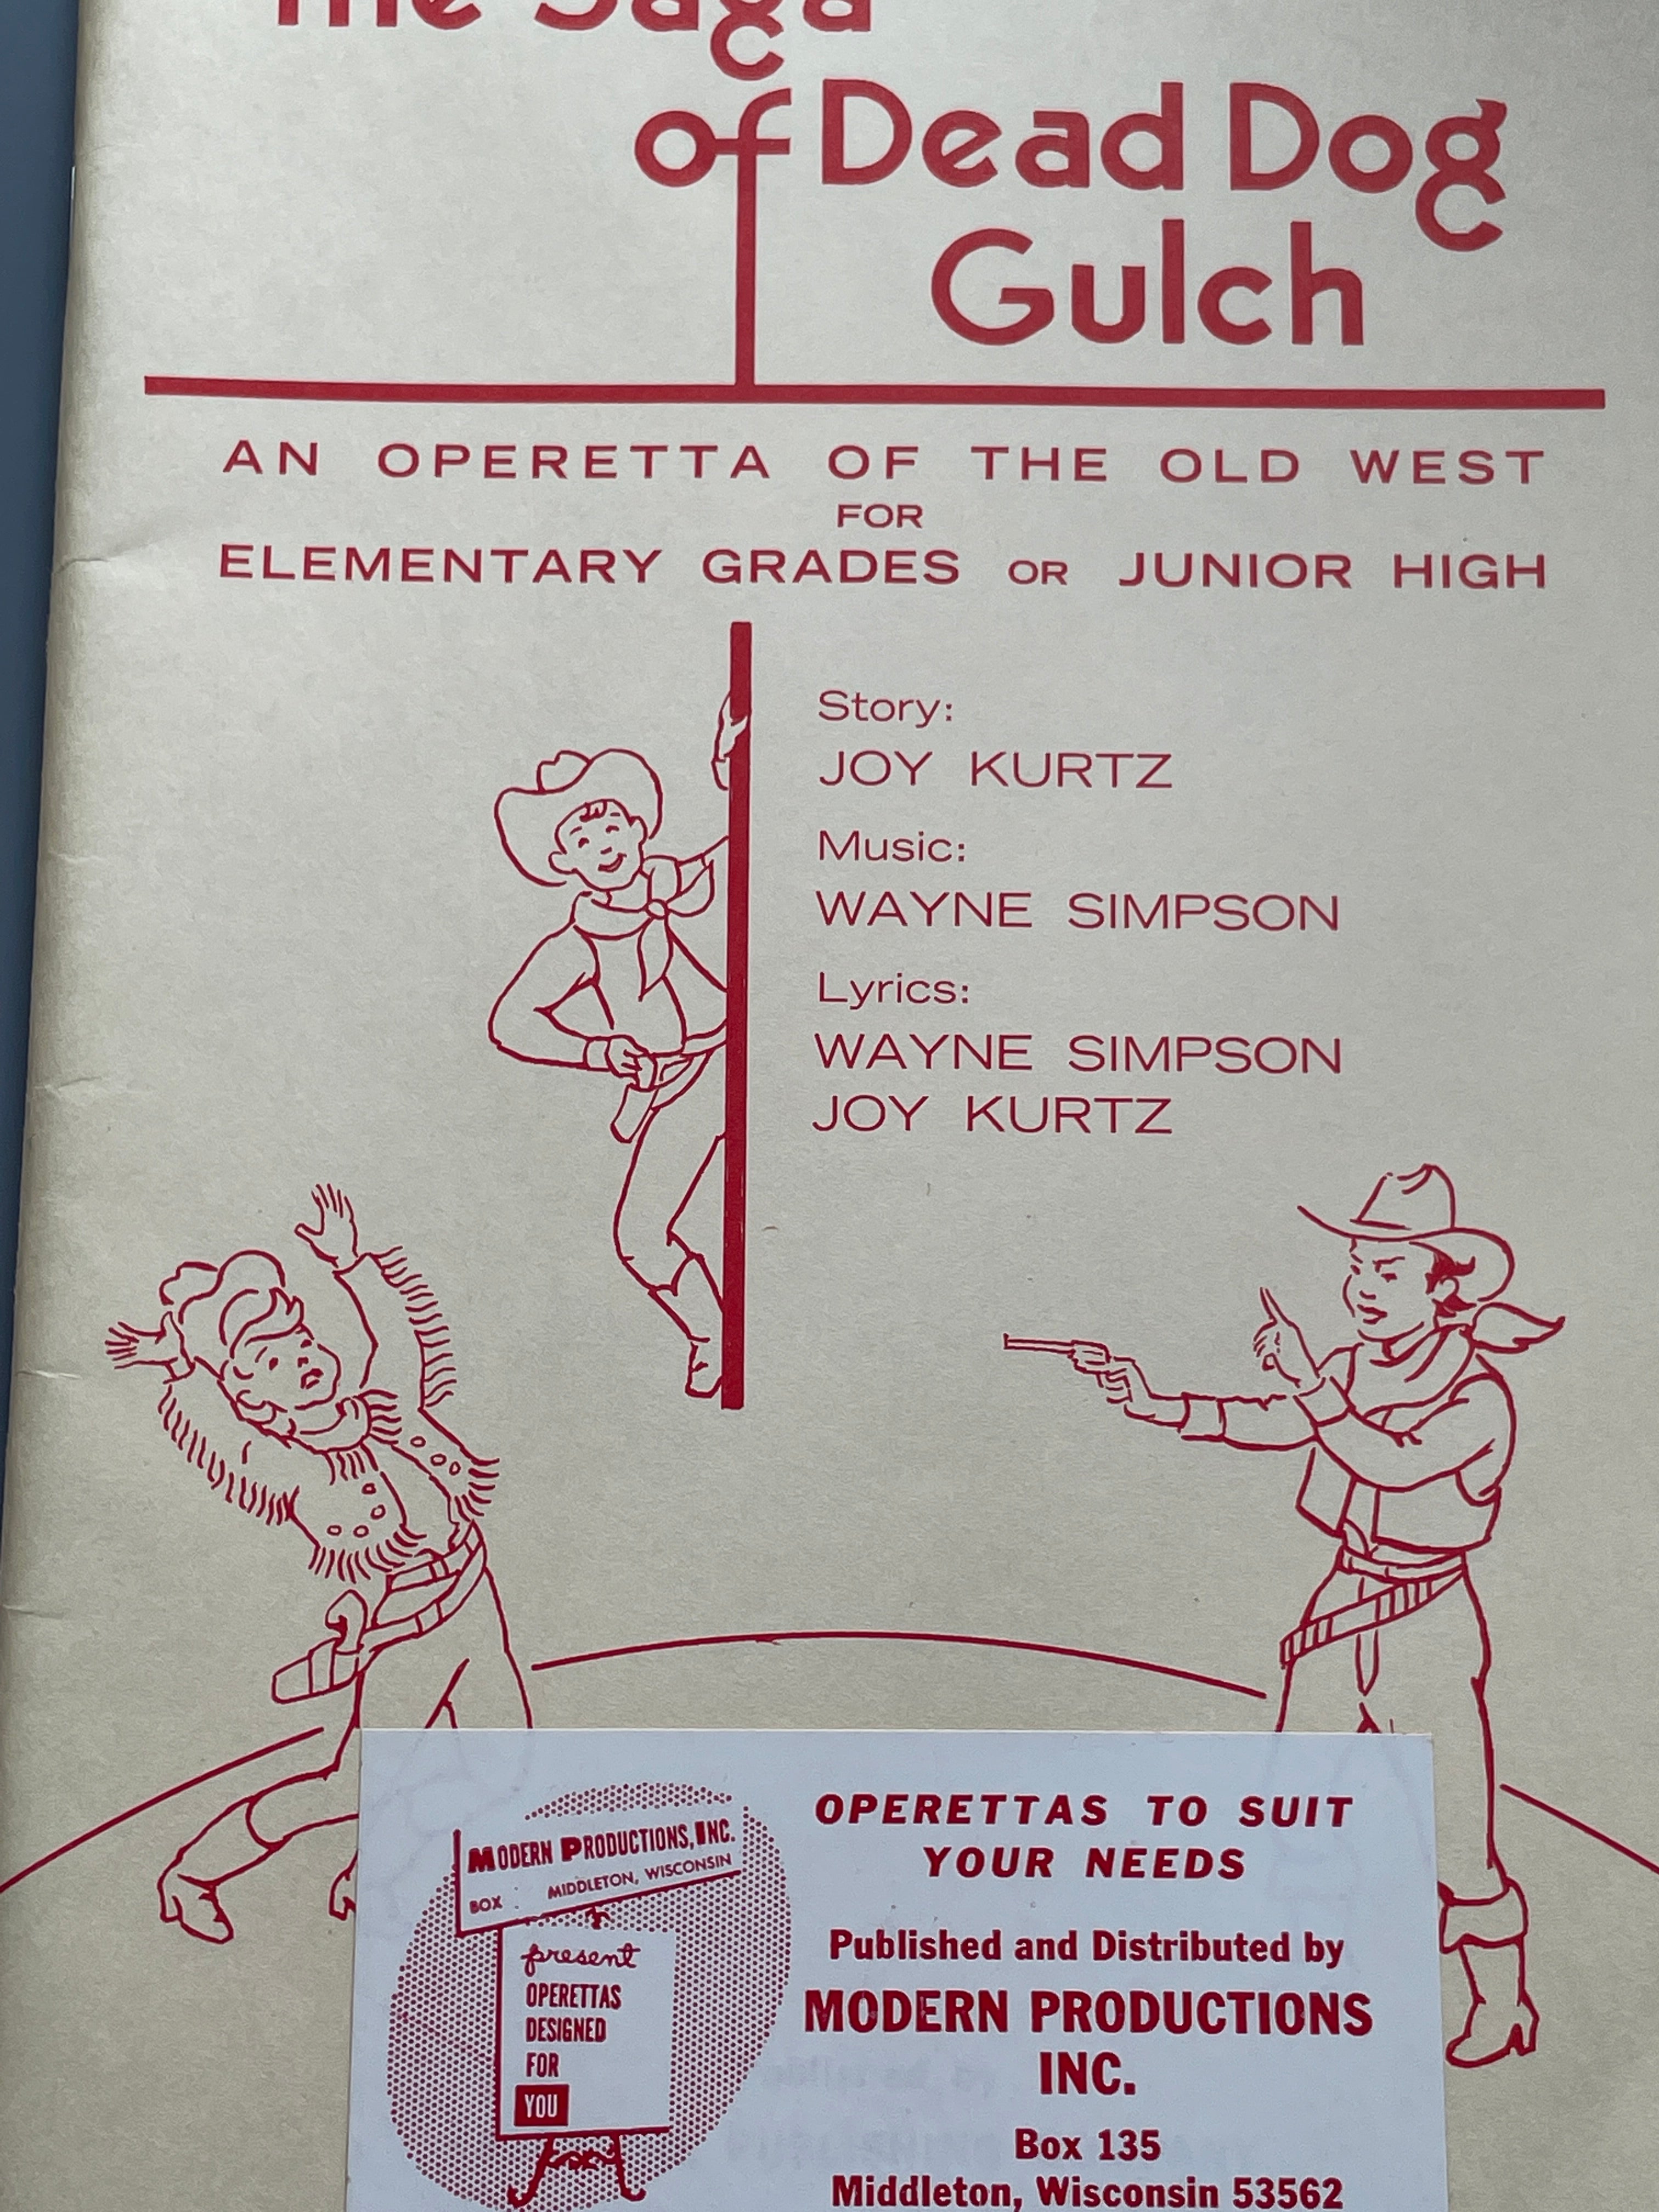 The Saga
of Dead Dog
Gulch
AN OPERETTA OF THE OLD WEST
FOR
ELEMENTARY GRADES OR JUNIOR HIGH
Story:
JOY KURTZ
Music:
WAYNE SIMPSON
Lyrics:
WAYNE SIMPSON
JOY KURTZ
MODERN PRODUCTIONS, INC.
BOX MIDDLETON, WISCONSIN
present
OPERETTAS
DESIGNED
FOR
YOU
OPERETTAS TO SUIT
YOUR NEEDS
Published and Distributed by
MODERN PRODUCTIONS
INC.
Box 135
Middleton, Wisconsin 53562